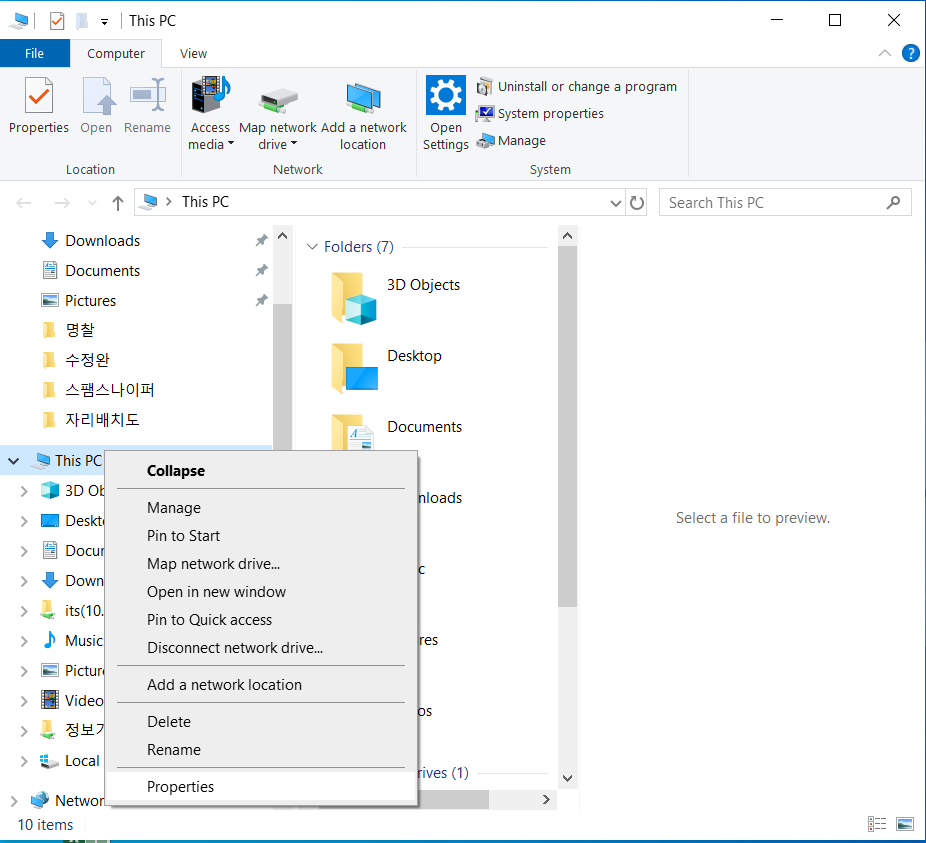 This PC
File
Computer
View
Properties
Open
Rename
Access media
Map network drive
Add a network location
Open Settings
Uninstall or change a program
System properties
Manage
Location
Network
System
This PC
Search This PC
Downloads
Documents
Pictures
명찰
수정완
스팸스나이퍼
자리배치도
This PC
3D Ob
Deskt
Docum
Down
its(10.
Music
Pictur
Video
정보기
Local
Networ
Collapse
Manage
Pin to Start
Map network drive...
Open in new window
Pin to Quick access
Disconnect network drive...
Add a network location
Delete
Rename
Properties
Folders (7)
3D Objects
Desktop
Documents
nloads
c
res
os
rives (1)
Select a file to preview.
10 items